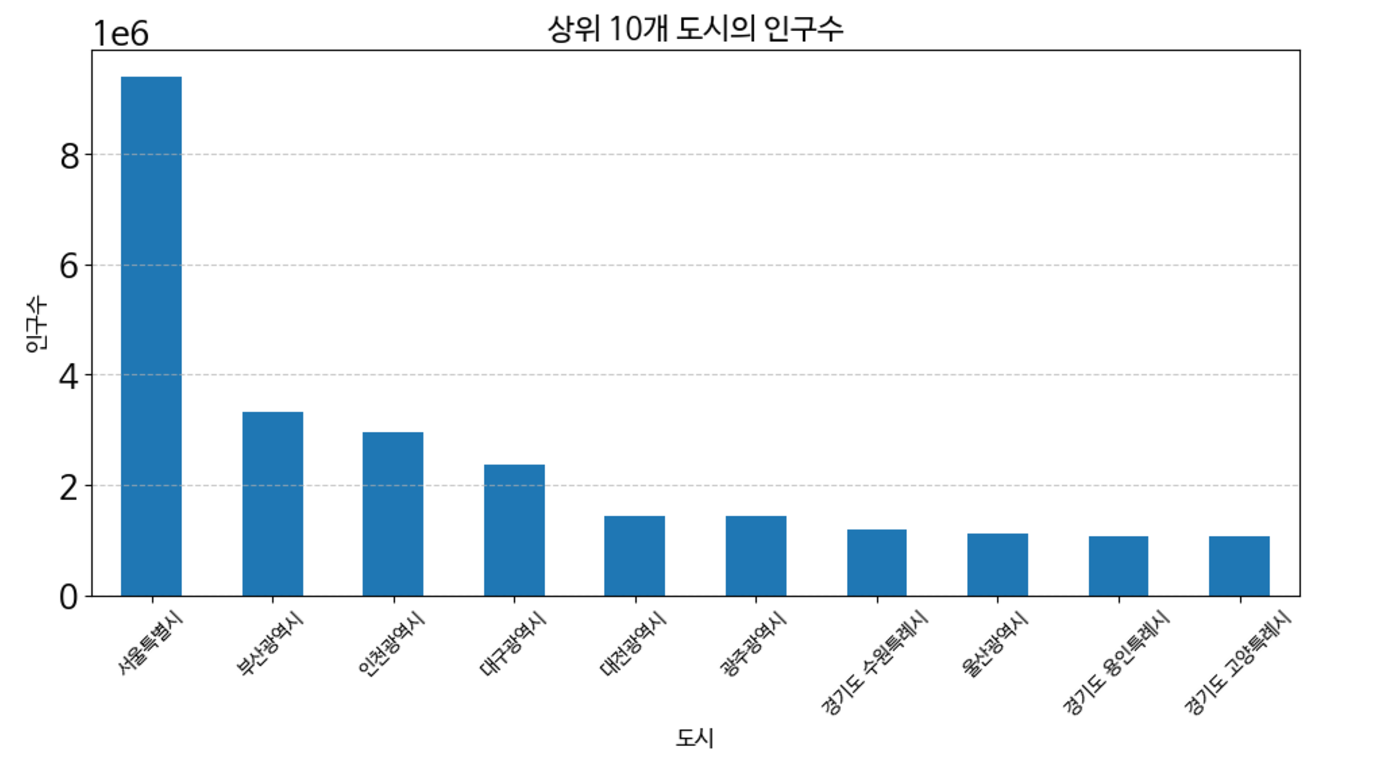 상위 10개 도시의 인구수
1e6
8
6
4
2
0
인구수
서울특별시
부산광역시
인천광역시
대구광역시
대전광역시
광주광역시
경기도 수원특례시
울산광역시
경기도 용인특례시
경기도 고양특례시
도시